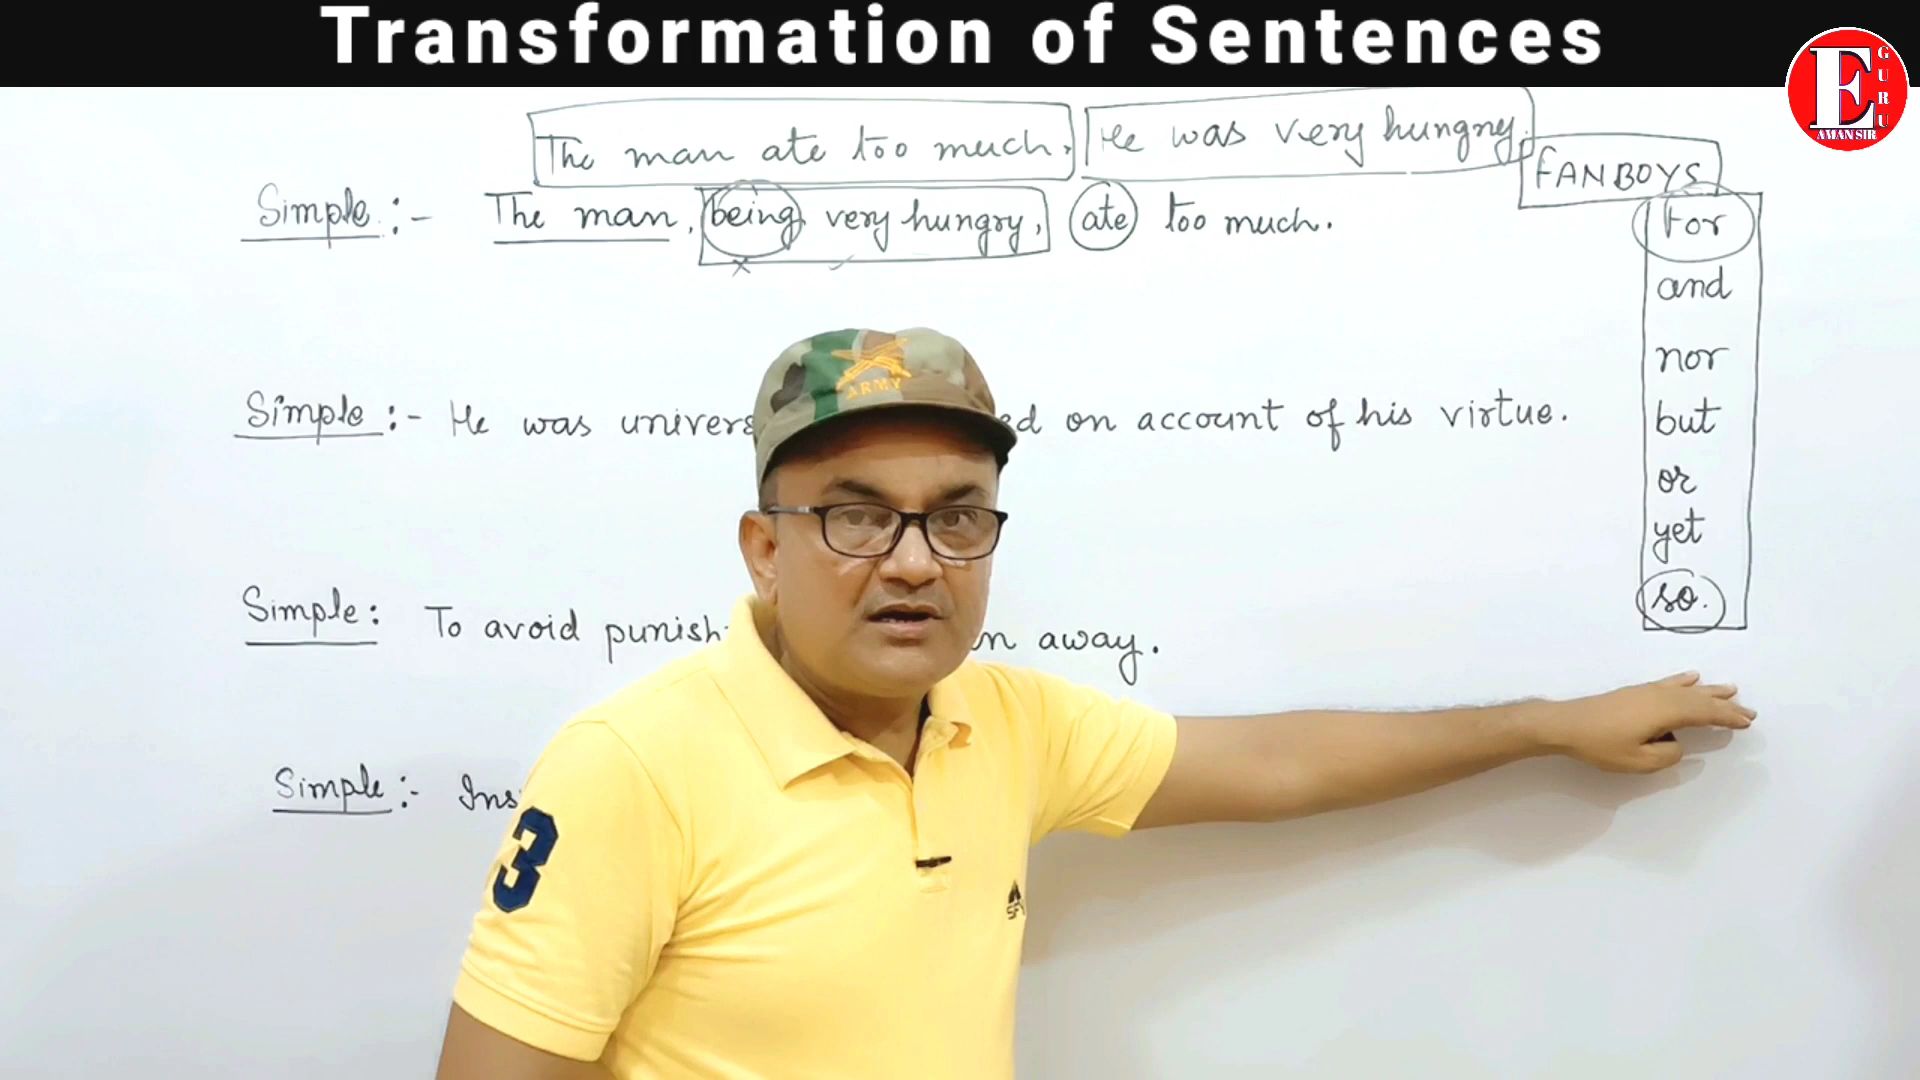 Transformation of Sentences
E GURU
AMAN SIR
The man ate too much. He was very hungry.
FANBOYS
Simple :- The man, being very hungry, ate too much.
for
and
nor
but
or
yet
so.
Simple :- He was on account of his virtue.
Simple: To avoid away.
Simple :-
ARMY
3
SFY